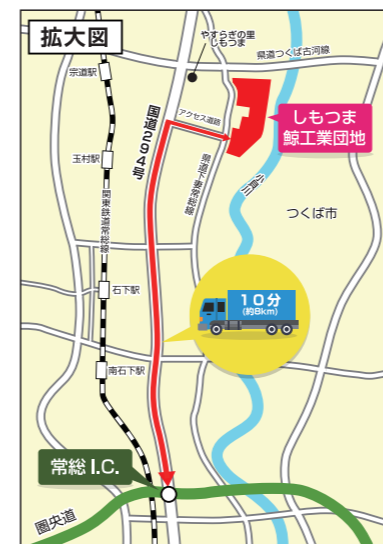 拡大図
やすらぎの里
しもつま
県道つくば古河線
宗道駅
国道294号
アクセス道路
しもつま
鯨工業団地
玉村駅
県道下妻常総線
小貝川
つくば市
関東鉄道常総線
石下駅
10分
(約8km)
南石下駅
常総 I.C.
圏央道